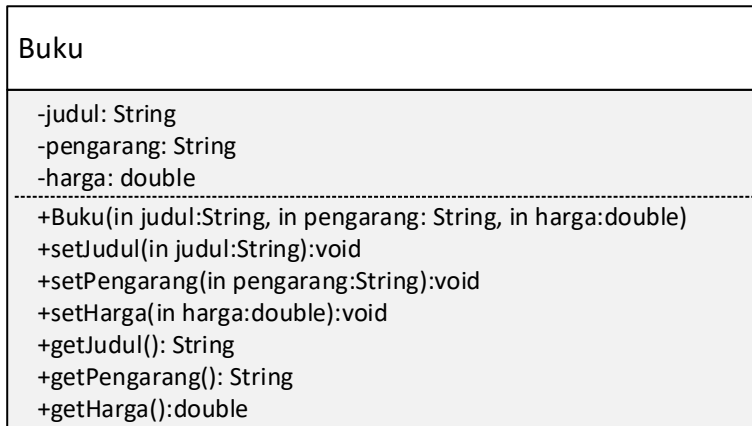 Buku
-judul: String
-pengarang: String
-harga: double
+Buku(in judul:String, in pengarang: String, in harga:double)
+setJudul(in judul:String):void
+setPengarang(in pengarang:String):void
+setHarga(in harga:double):void
+getJudul(): String
+getPengarang(): String
+getHarga():double